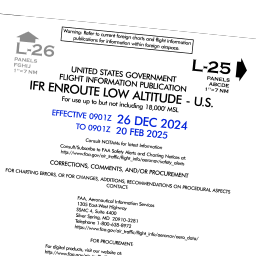 Warning: Refer to current foreign charts and flight information
publications for information within foreign airspace.
L-26
PANELS
FGHIJ
1"=7 NM
L-25
PANELS
ABCDE
1"=7 NM
UNITED STATES GOVERNMENT
FLIGHT INFORMATION PUBLICATION
IFR ENROUTE LOW ALTITUDE - U.S.
For use up to but not including 18,000 MSL
EFFECTIVE 0901Z 26 DEC 2024
TO 0901Z 20 FEB 2025
Consult NOTAMs for latest information
Consult/Subscribe to FAA Safety Alerts and Charting Notices at:
http://www.faa.gov/air_traffic/flight_info/aeronav/safety_alerts
CORRECTIONS, COMMENTS, AND/OR PROCUREMENT
FOR CHARTING ERRORS, OR FOR CHANGES, ADDITIONS, RECOMMENDATIONS ON PROCEDURAL ASPECTS
CONTACT:
FAA, Aeronautical Information Services
1305 East-West Highway
SSMC 4, Suite 4400
Silver Spring, MD 20910-3281
Telephone 1-800-638-8972
https://www.faa.gov/air_traffic/flight_info/aeronav/aero_data/
FOR PROCUREMENT:
For digital products, visit our website at:
http://www.faa.gov/air